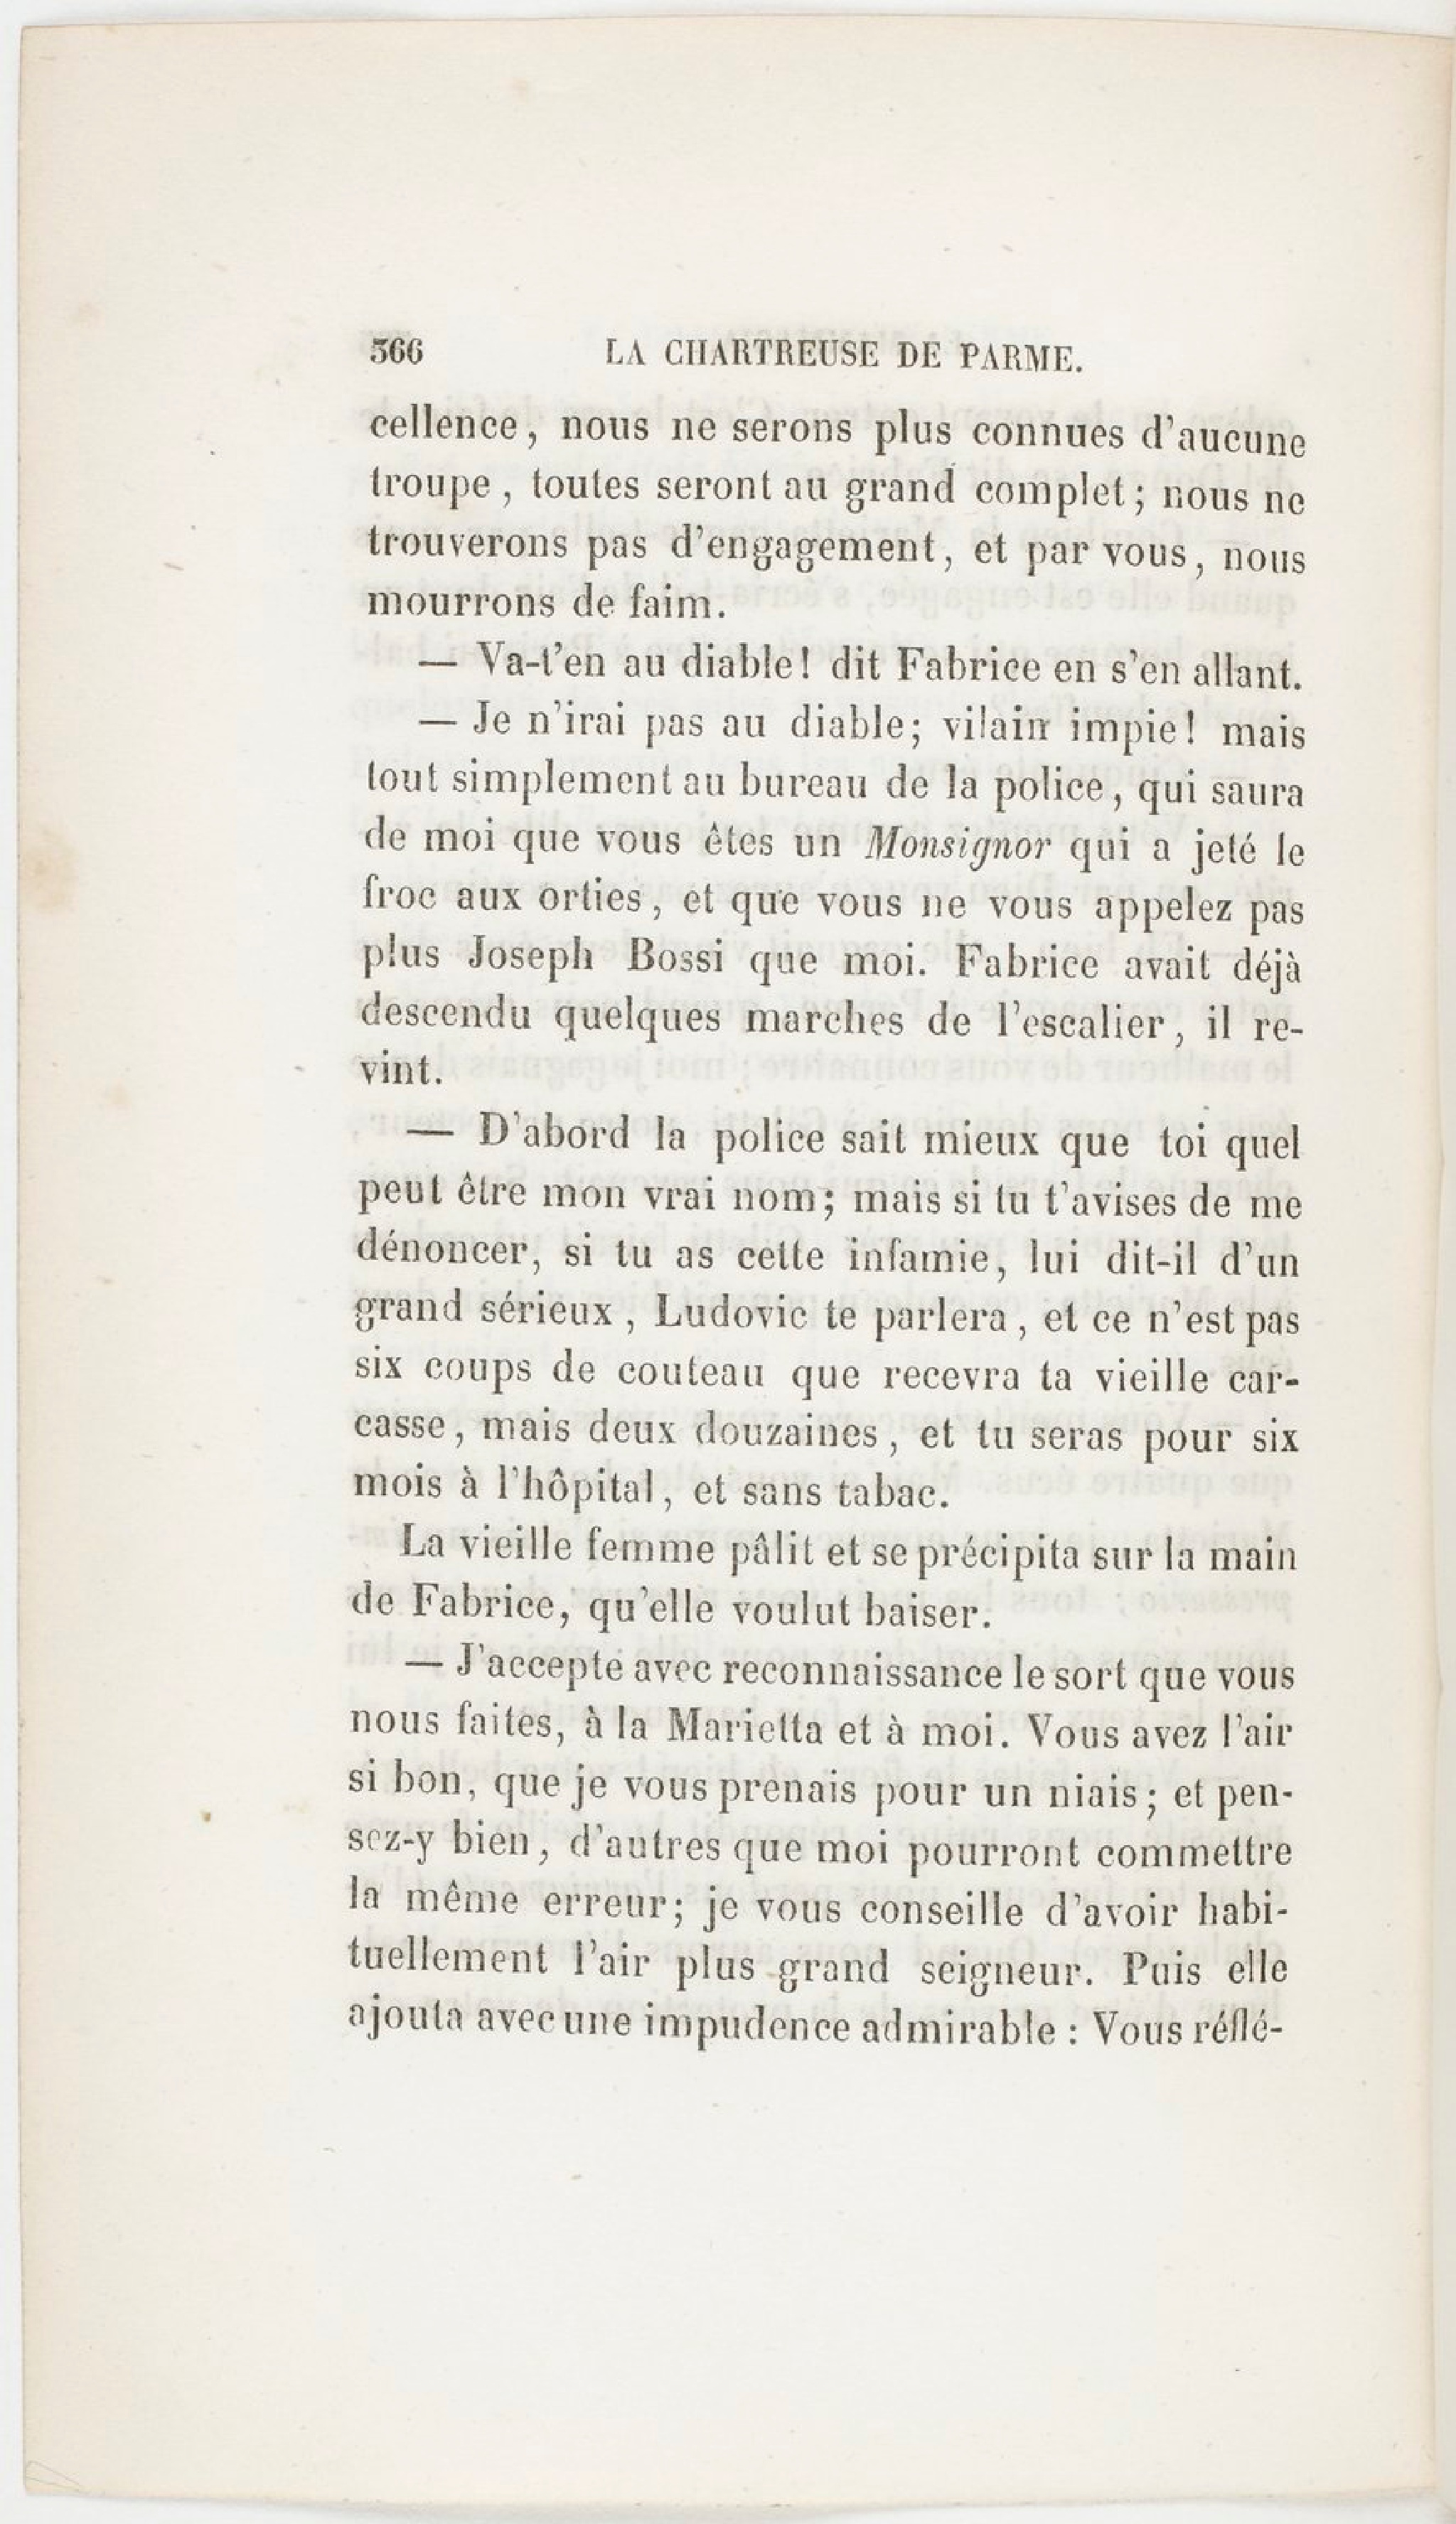 366 LA CHARTREUSE DE PARME.
cellence, nous ne serons plus connues d'aucune
troupe, toutes seront au grand complet; nous ne
trouverons pas d'engagement, et par vous, nous
mourrons de faim.
— Va-t'en au diable! dit Fabrice en s'en allant.
— Je n'irai pas au diable; vilain impie! mais
tout simplement au bureau de la police, qui saura
de moi que vous êtes un Monsignor qui a jeté le
froc aux orties, et que vous ne vous appelez pas
plus Joseph Bossi que moi. Fabrice avait déjà
descendu quelques marches de l'escalier, il re-
vint.
— D'abord la police sait mieux que toi quel
peut être mon vrai nom; mais si tu t'avises de me
dénoncer, si tu as cette infamie, lui dit-il d'un
grand sérieux, Ludovic te parlera, et ce n'est pas
six coups de couteau que recevra ta vieille car-
casse, mais deux douzaines, et tu seras pour six
mois à l'hôpital, et sans tabac.
La vieille femme pâlit et se précipita sur la main
de Fabrice, qu'elle voulut baiser.
— J'accepte avec reconnaissance le sort que vous
nous faites, à la Marietta et à moi. Vous avez l'air
si bon, que je vous prenais pour un niais; et pen-
sez-y bien, d'autres que moi pourront commettre
la même erreur; je vous conseille d'avoir habi-
tuellement l'air plus grand seigneur. Puis elle
ajouta avec une impudence admirable : Vous réflé-